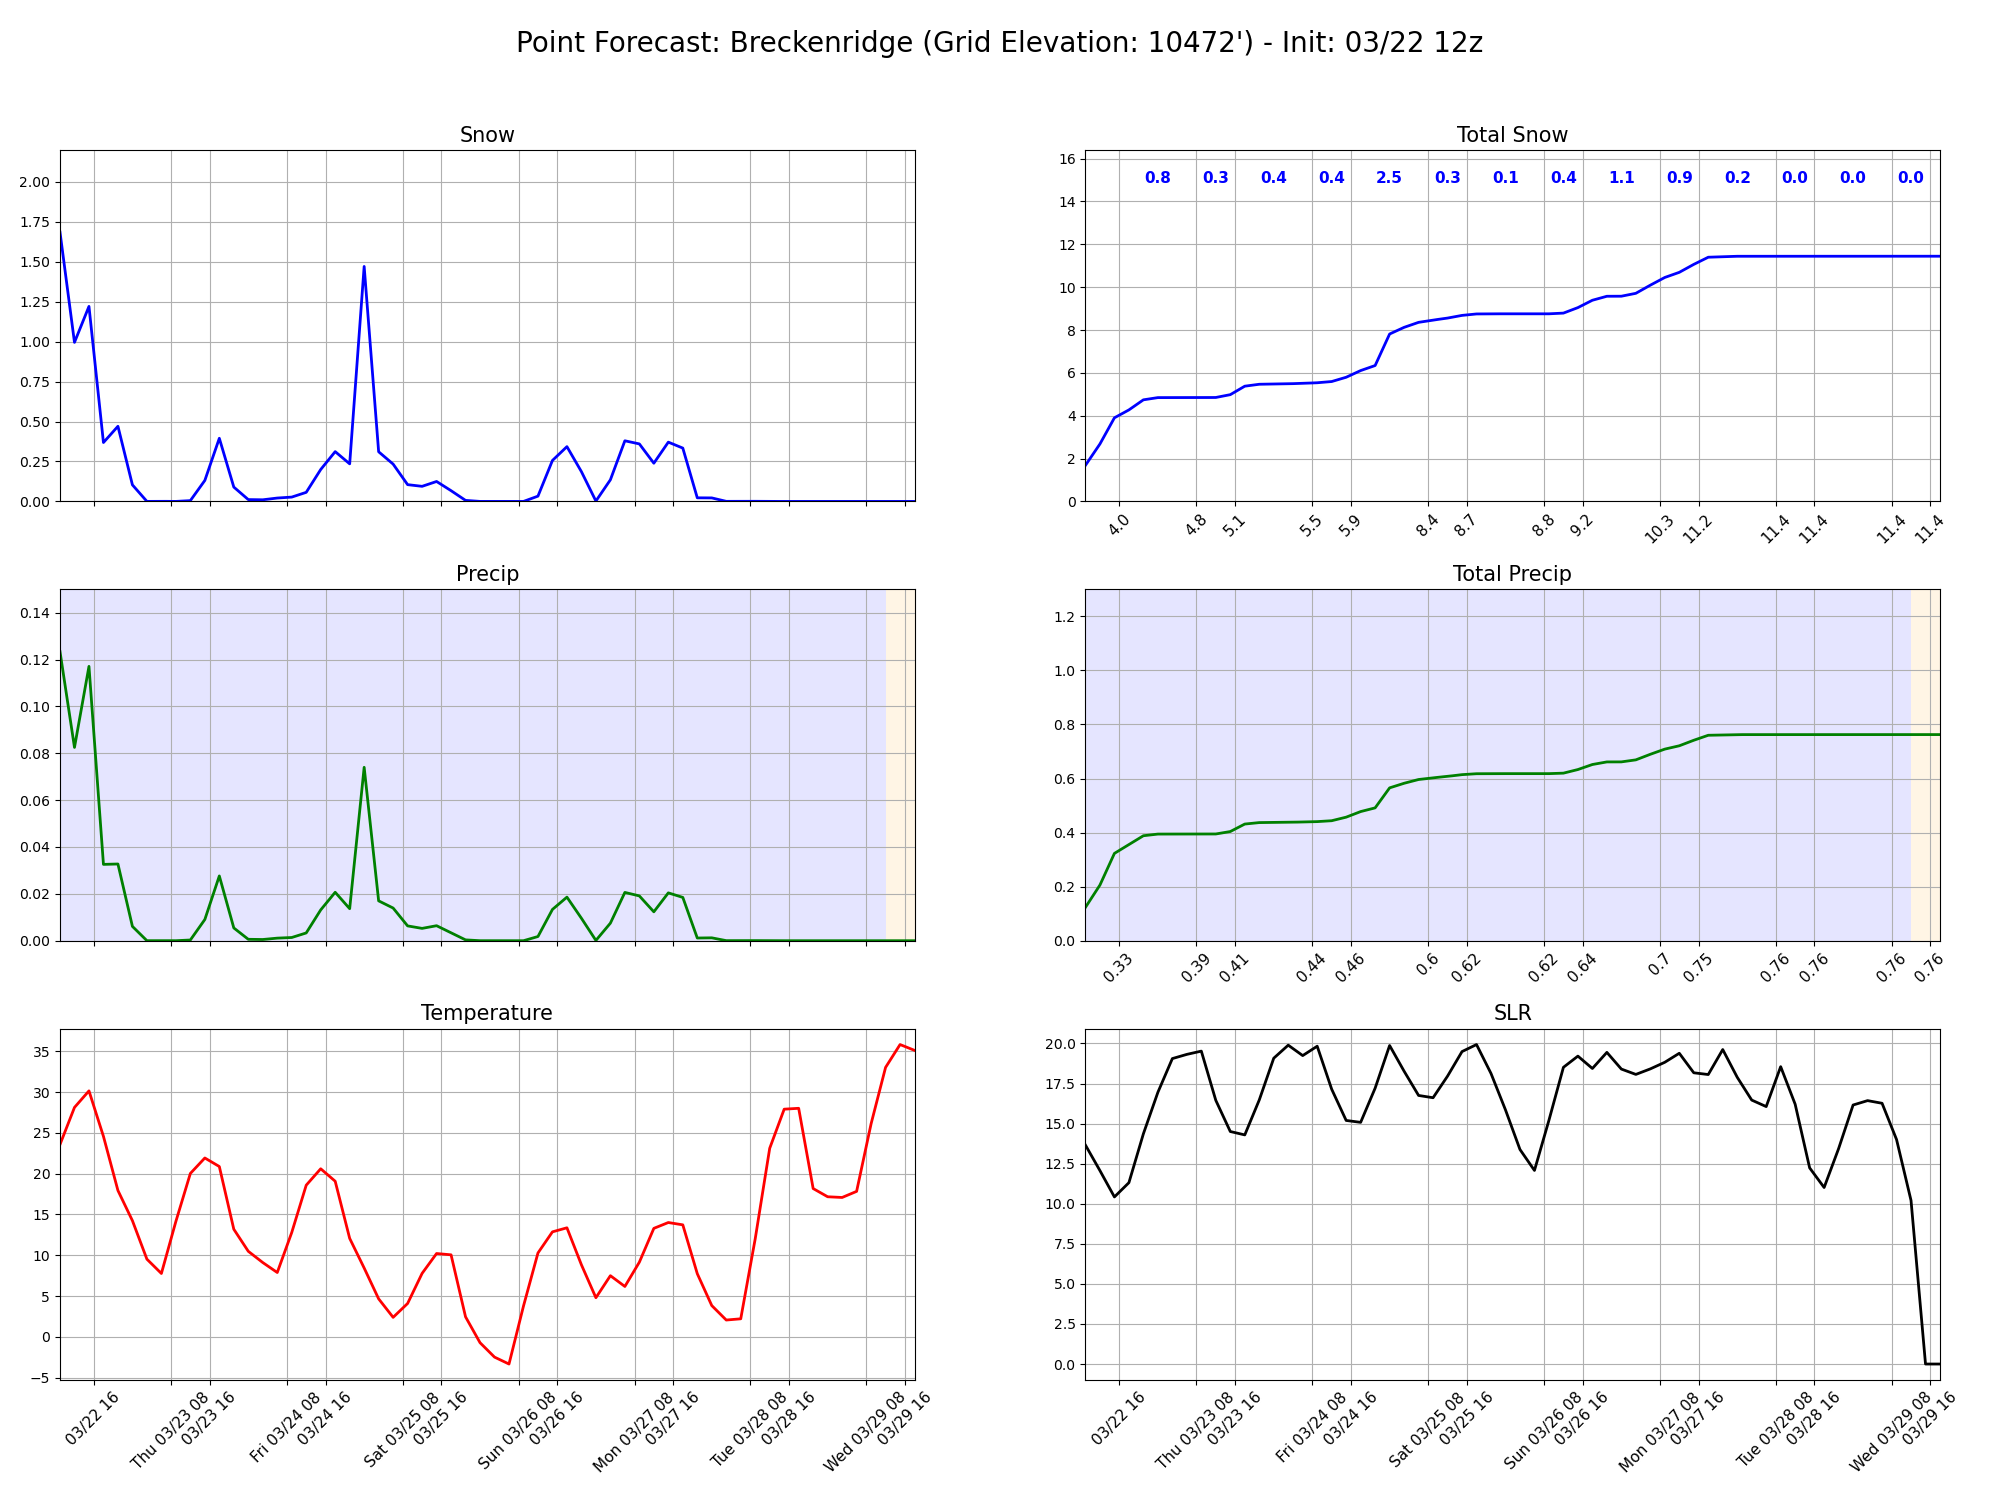 Point Forecast: Breckenridge (Grid Elevation: 10472') - Init: 03/22 12z
Snow
2.00
1.75
1.50
1.25
1.00
0.75
0.50
0.25
0.00
Total Snow
0.8 0.3 0.4 0.4 2.5 0.3 0.1 0.4 1.1 0.9 0.2 0.0 0.0 0.0
16
14
12
10
8
6
4
2
0
4.0 4.8 5.1 5.5 5.9 8.4 8.7 8.8 9.2 10.3 11.2 11.4 11.4 11.4 11.4
Precip
0.14
0.12
0.10
0.08
0.06
0.04
0.02
0.00
Total Precip
1.2
1.0
0.8
0.6
0.4
0.2
0.0
0.33 0.39 0.41 0.44 0.46 0.6 0.62 0.62 0.64 0.7 0.75 0.76 0.76 0.76 0.76
Temperature
35
30
25
20
15
10
5
0
−5
03/22 16
Thu 03/23 08
03/23 16
Fri 03/24 08
03/24 16
Sat 03/25 08
03/25 16
Sun 03/26 08
03/26 16
Mon 03/27 08
03/27 16
Tue 03/28 08
03/28 16
Wed 03/29 08
03/29 16
SLR
20.0
17.5
15.0
12.5
10.0
7.5
5.0
2.5
0.0
03/22 16
Thu 03/23 08
03/23 16
Fri 03/24 08
03/24 16
Sat 03/25 08
03/25 16
Sun 03/26 08
03/26 16
Mon 03/27 08
03/27 16
Tue 03/28 08
03/28 16
Wed 03/29 08
03/29 16